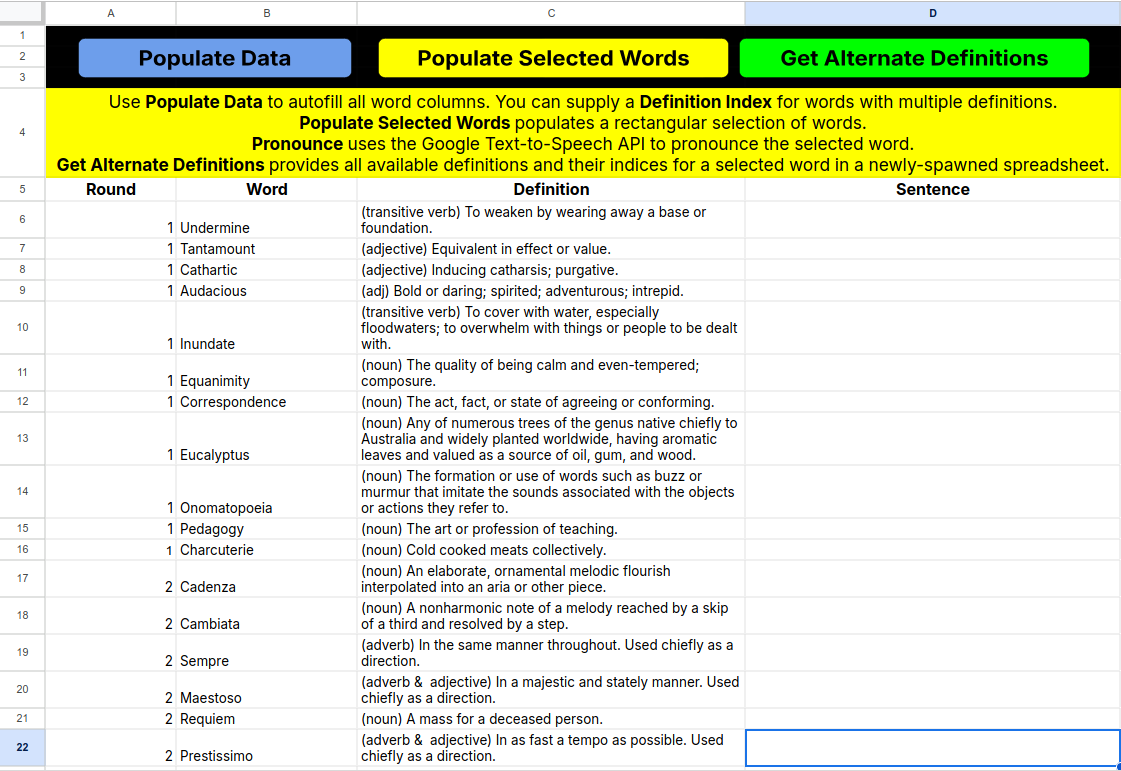 A B C D
1
2
3
Populate Data Populate Selected Words Get Alternate Definitions
4
Use Populate Data to autofill all word columns. You can supply a Definition Index for words with multiple definitions.
Populate Selected Words populates a rectangular selection of words.
Pronounce uses the Google Text-to-Speech API to pronounce the selected word.
Get Alternate Definitions provides all available definitions and their indices for a selected word in a newly-spawned spreadsheet.
5 Round Word Definition Sentence
6 (transitive verb) To weaken by wearing away a base or
1 Undermine foundation.
7 1 Tantamount (adjective) Equivalent in effect or value.
8 1 Cathartic (adjective) Inducing catharsis; purgative.
9 1 Audacious (adj) Bold or daring; spirited; adventurous; intrepid.
(transitive verb) To cover with water, especially
10 floodwaters; to overwhelm with things or people to be dealt
1 Inundate with.
11 (noun) The quality of being calm and even-tempered;
1 Equanimity composure.
12 1 Correspondence (noun) The act, fact, or state of agreeing or conforming.
(noun) Any of numerous trees of the genus native chiefly to
13 Australia and widely planted worldwide, having aromatic
1 Eucalyptus leaves and valued as a source of oil, gum, and wood.
(noun) The formation or use of words such as buzz or
14 murmur that imitate the sounds associated with the objects
1 Onomatopoeia or actions they refer to.
15 1 Pedagogy (noun) The art or profession of teaching.
16 1 Charcuterie (noun) Cold cooked meats collectively.
17 (noun) An elaborate, ornamental melodic flourish
2 Cadenza interpolated into an aria or other piece.
18 (noun) A nonharmonic note of a melody reached by a skip
2 Cambiata of a third and resolved by a step.
19 (adverb) In the same manner throughout. Used chiefly as a
2 Sempre direction.
20 (adverb &  adjective) In a majestic and stately manner. Used
2 Maestoso chiefly as a direction.
21 2 Requiem (noun) A mass for a deceased person.
22 (adverb &  adjective) In as fast a tempo as possible. Used
2 Prestissimo chiefly as a direction.